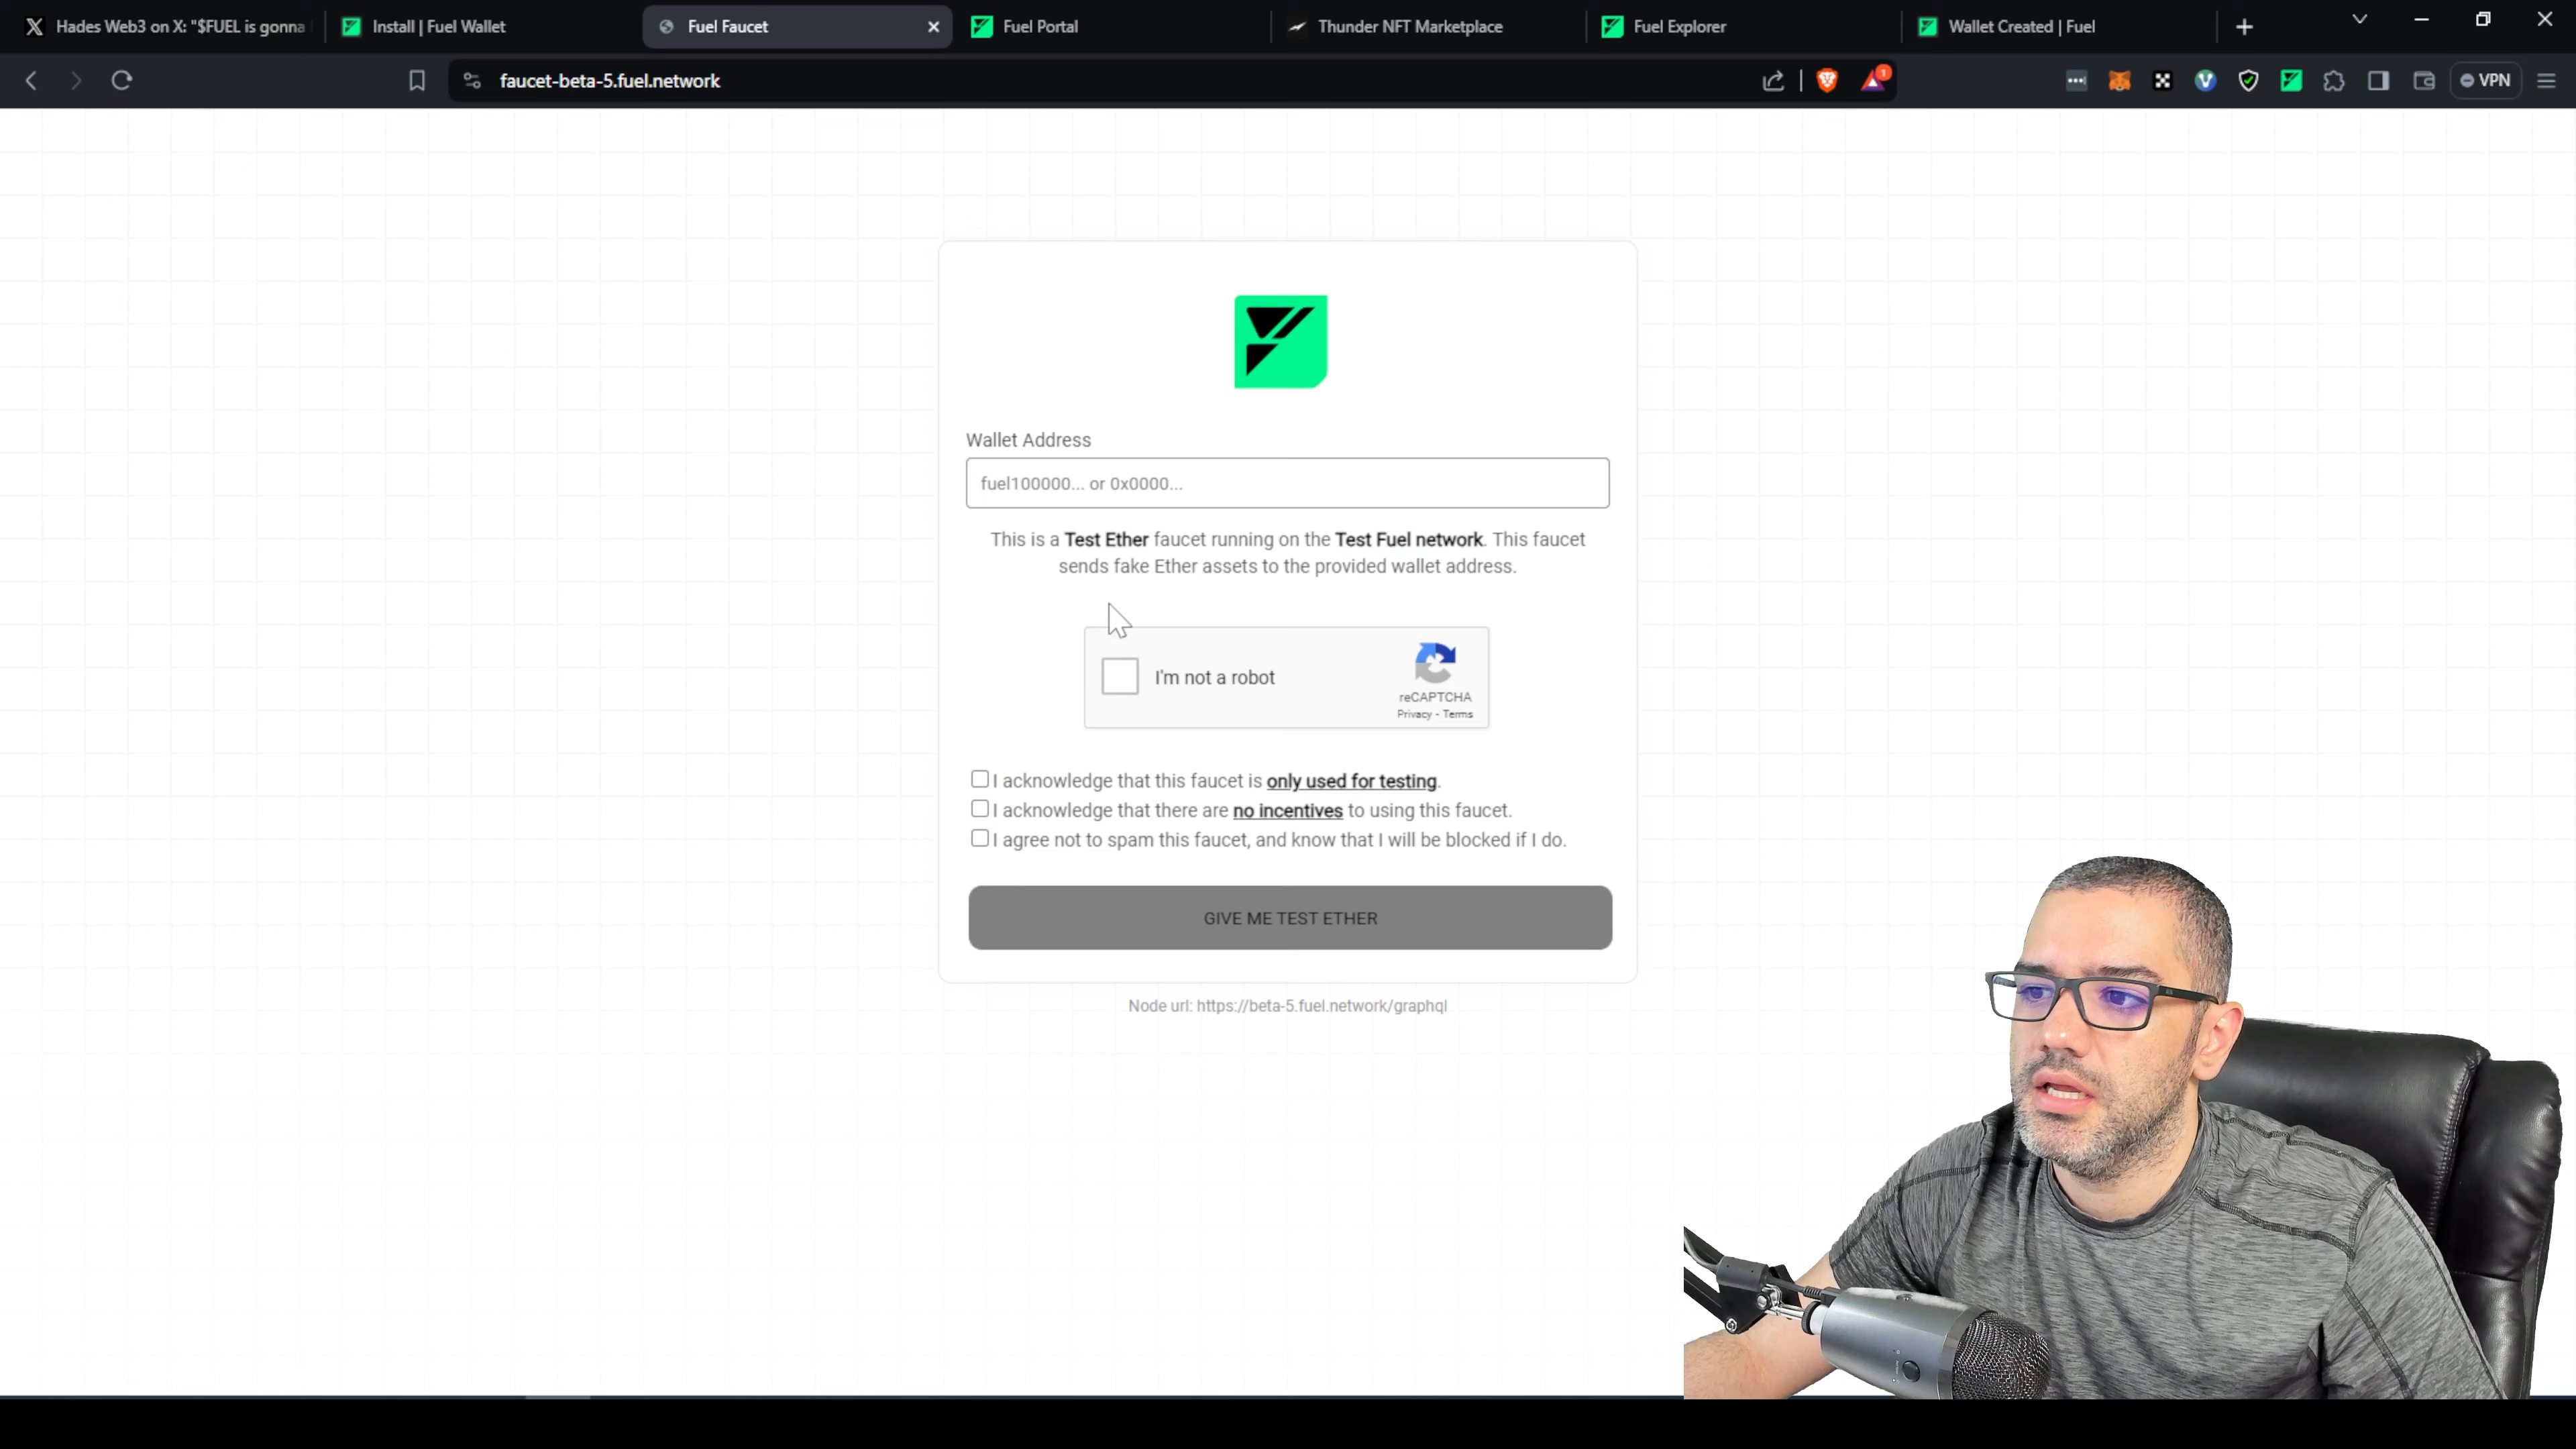 Hades Web3 on X: "$FUEL is gonna
Install | Fuel Wallet
Fuel Faucet
Fuel Portal
Thunder NFT Marketplace
Fuel Explorer
Wallet Created | Fuel
faucet-beta-5.fuel.network
1
VPN
Wallet Address
fuel100000... or 0x0000...
This is a Test Ether faucet running on the Test Fuel network. This faucet
sends fake Ether assets to the provided wallet address.
I'm not a robot
reCAPTCHA
Privacy - Terms
I acknowledge that this faucet is only used for testing.
I acknowledge that there are no incentives to using this faucet.
I agree not to spam this faucet, and know that I will be blocked if I do.
GIVE ME TEST ETHER
Node url: https://beta-5.fuel.network/graphql